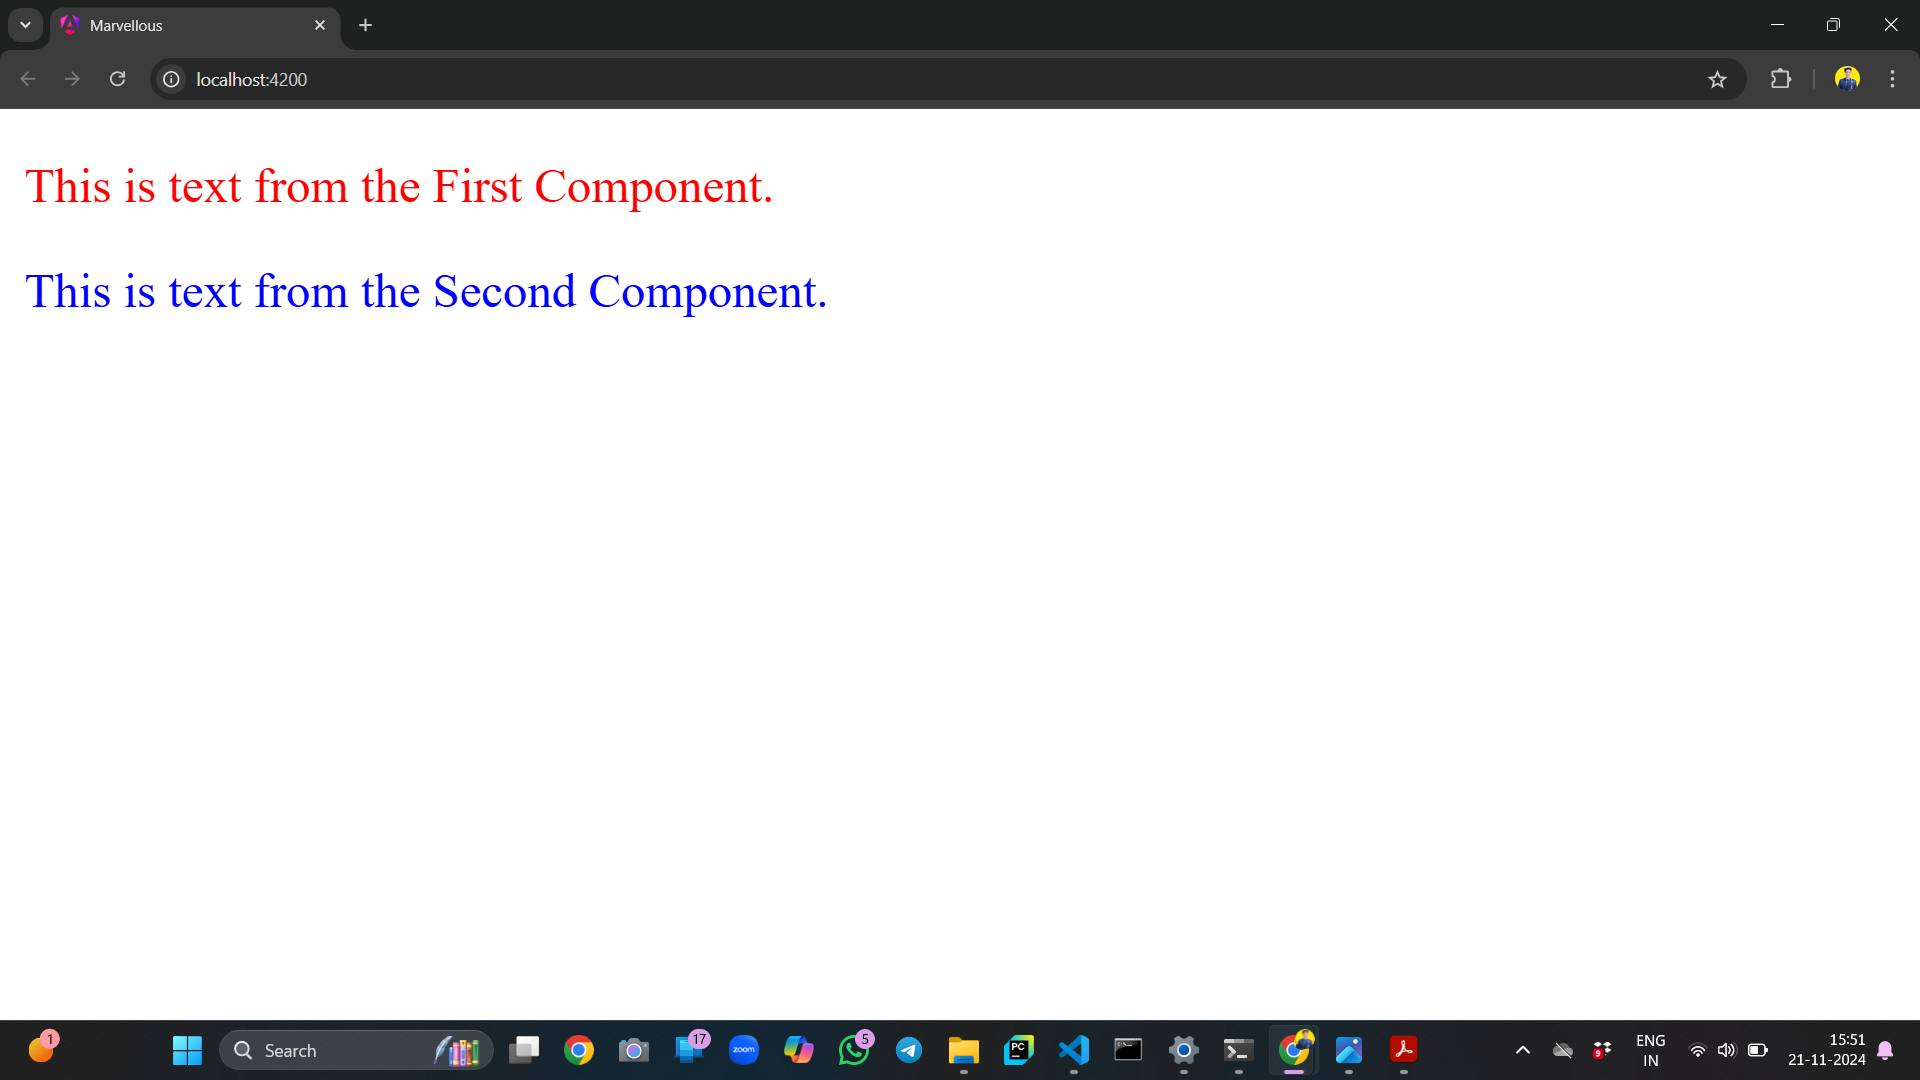 Marvellous
localhost:4200
This is text from the First Component.
This is text from the Second Component.
1
Search
17
zoom
5
PC
9
ENG
IN
15:51
21-11-2024